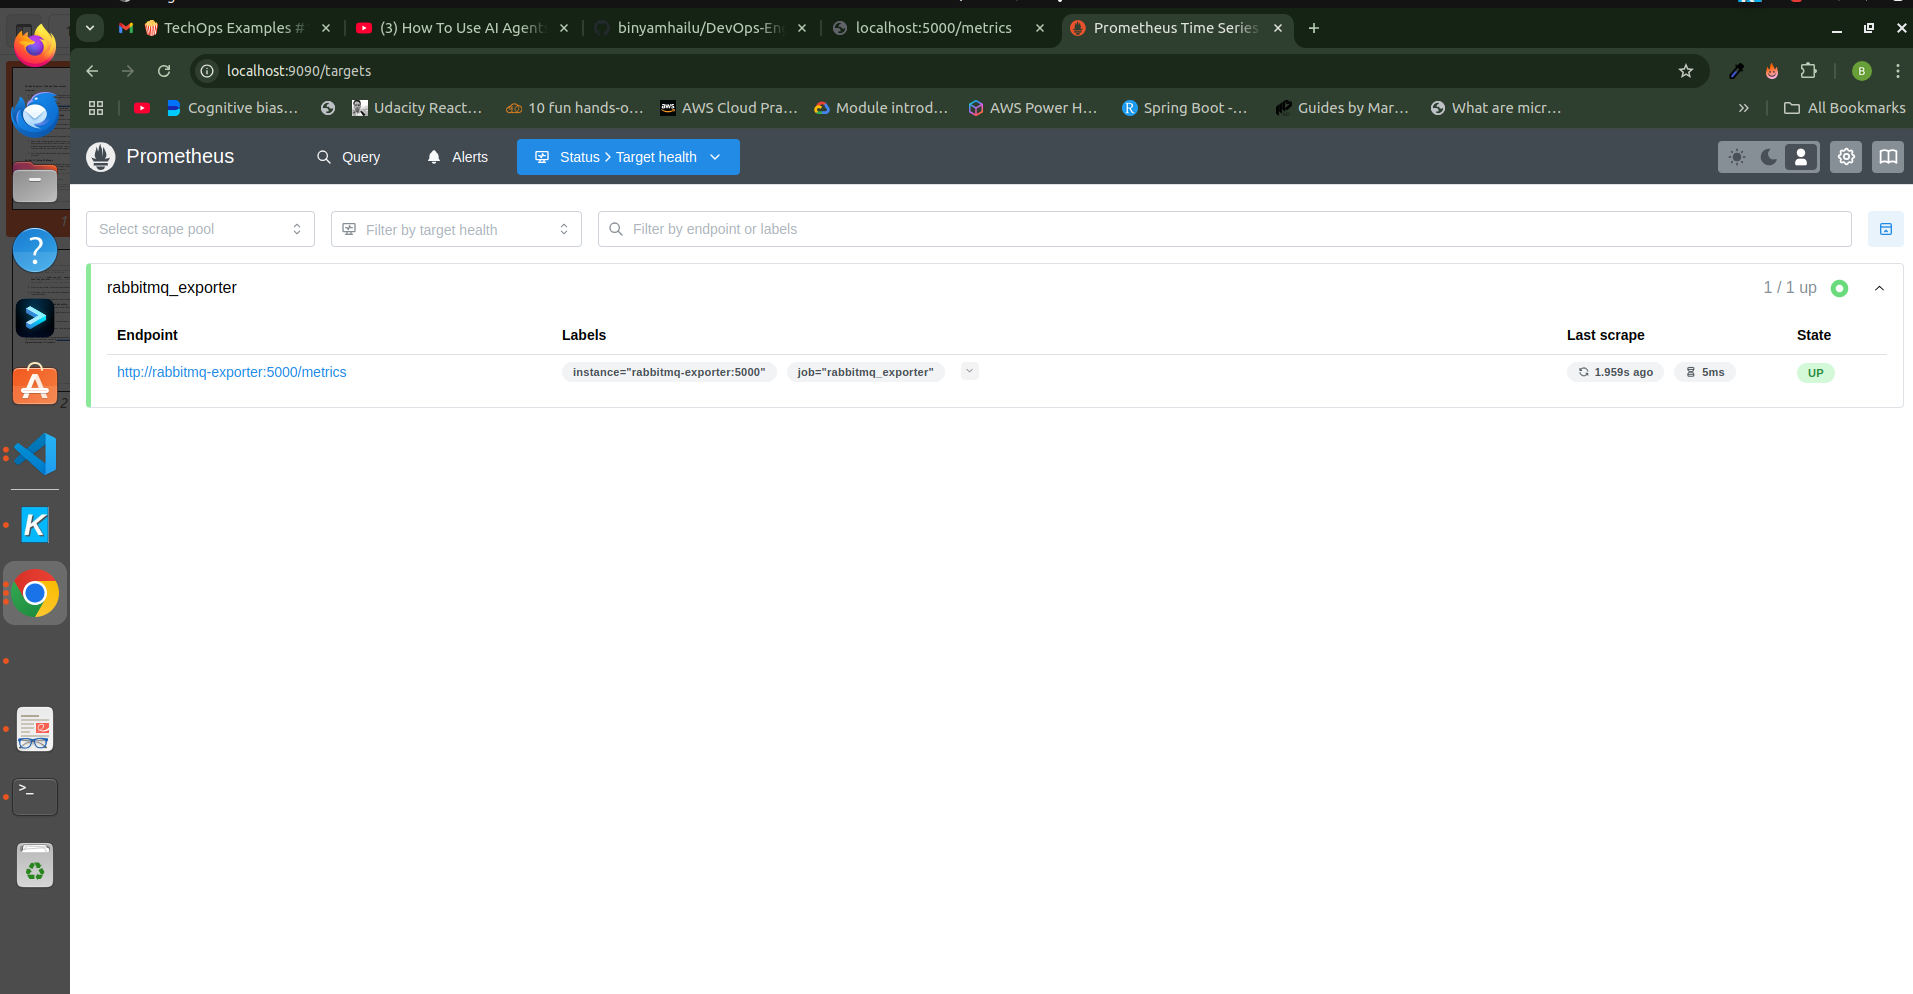 TechOps Examples #
(3) How To Use AI Agent
binyamhailu/DevOps-En
localhost:5000/metrics
Prometheus Time Series
localhost:9090/targets
B
Cognitive bias...
Udacity React...
10 fun hands-o...
aws
AWS Cloud Pra...
Module introd...
AWS Power H...
R
Spring Boot -...
Guides by Mar...
What are micr...
All Bookmarks
Prometheus
Query
Alerts
Status > Target health
Select scrape pool
Filter by target health
Filter by endpoint or labels
rabbitmq_exporter
1 / 1 up
Endpoint
Labels
Last scrape
State
http://rabbitmq-exporter:5000/metrics
instance="rabbitmq-exporter:5000"
job="rabbitmq_exporter"
1.959s ago
5ms
UP
1
?
2
K
>_